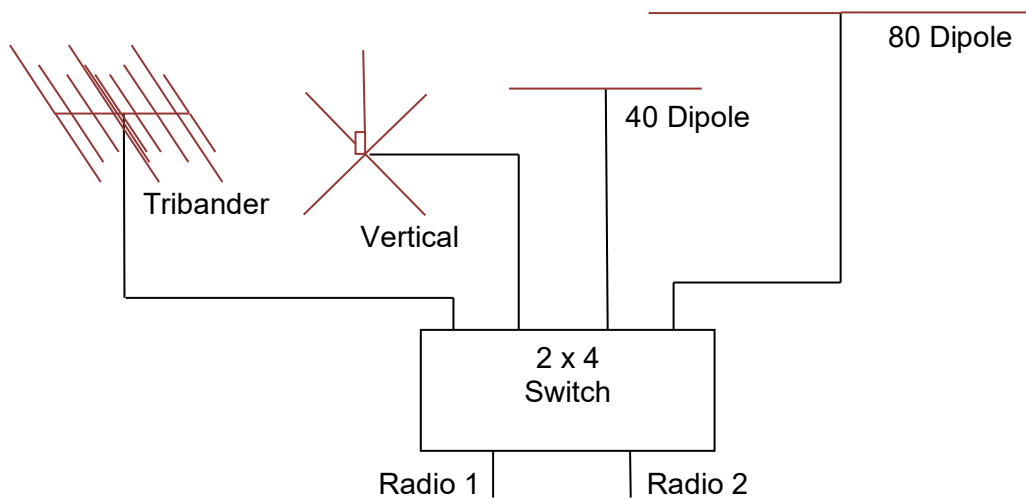 80 Dipole
40 Dipole
Tribander
Vertical
2 x 4
Switch
Radio 1
Radio 2